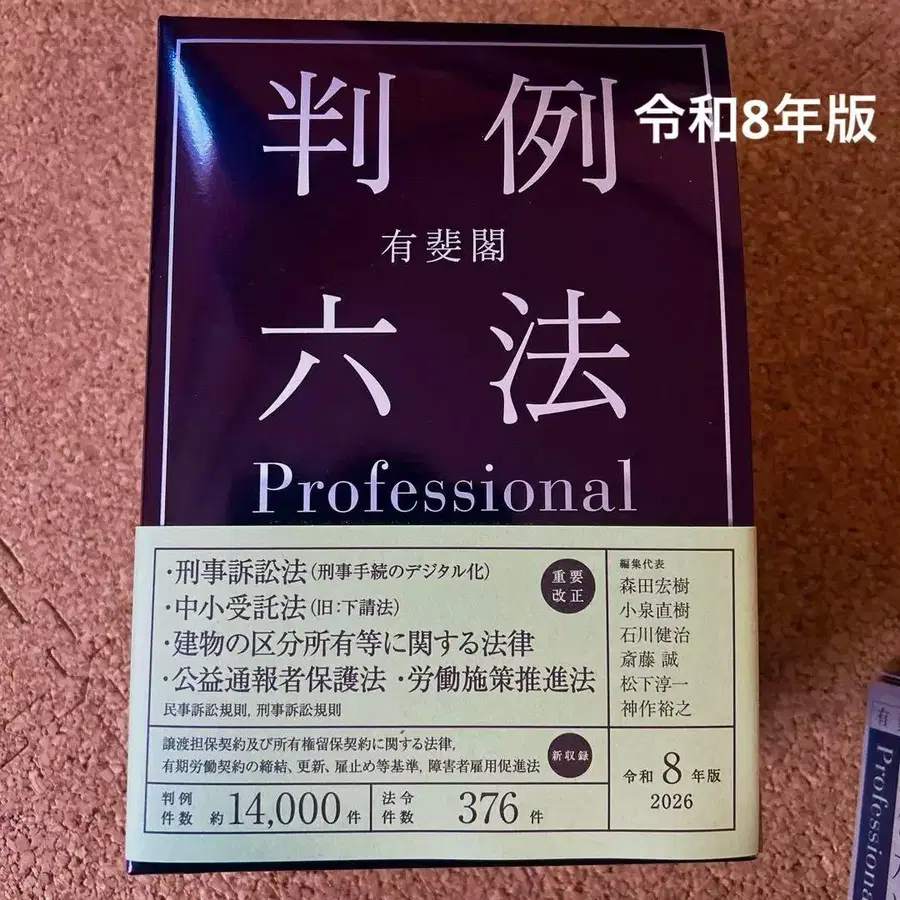 令和8年版
判例
有斐閣
六法
Professional
・刑事訴訟法(刑事手続のデジタル化)
・中小受託法(旧:下請法)
・建物の区分所有等に関する法律
・公益通報者保護法 ・労働施策推進法
民事訴訟規則, 刑事訴訟規則
重要
改正
譲渡担保契約及び所有権留保契約に関する法律,
有期労働契約の締結、更新、雇止め等基準, 障害者雇用促進法
新収録
判例件数 約14,000件
法令件数 376件
編集代表
森田宏樹
小泉直樹
石川健治
斎藤 誠
松下淳一
神作裕之
令和8年版
2026
有
Professiona